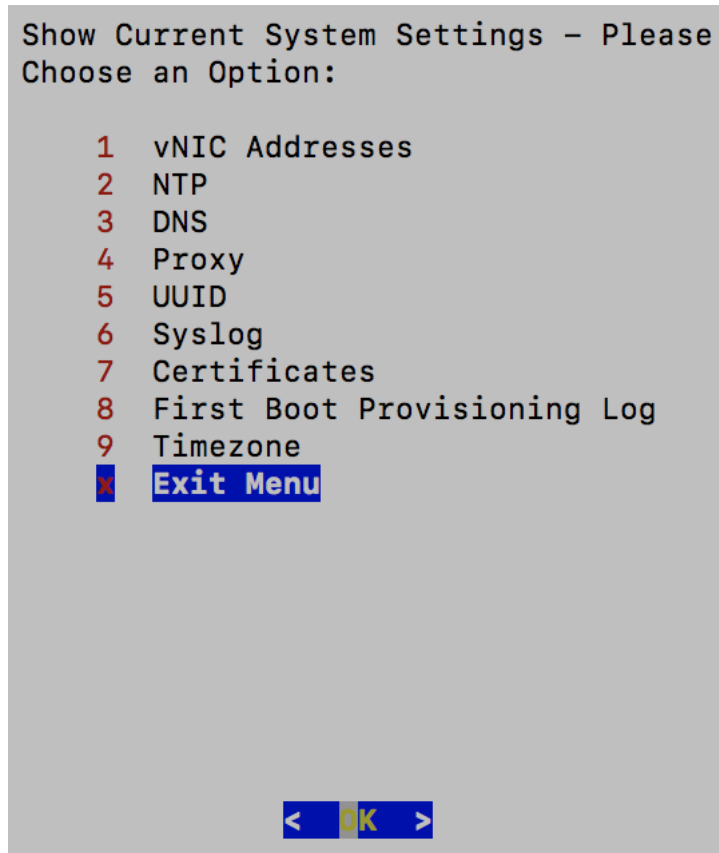 Show Current System Settings – Please
Choose an Option:
1 vNIC Addresses
2 NTP
3 DNS
4 Proxy
5 UUID
6 Syslog
7 Certificates
8 First Boot Provisioning Log
9 Timezone
x Exit Menu
< OK >